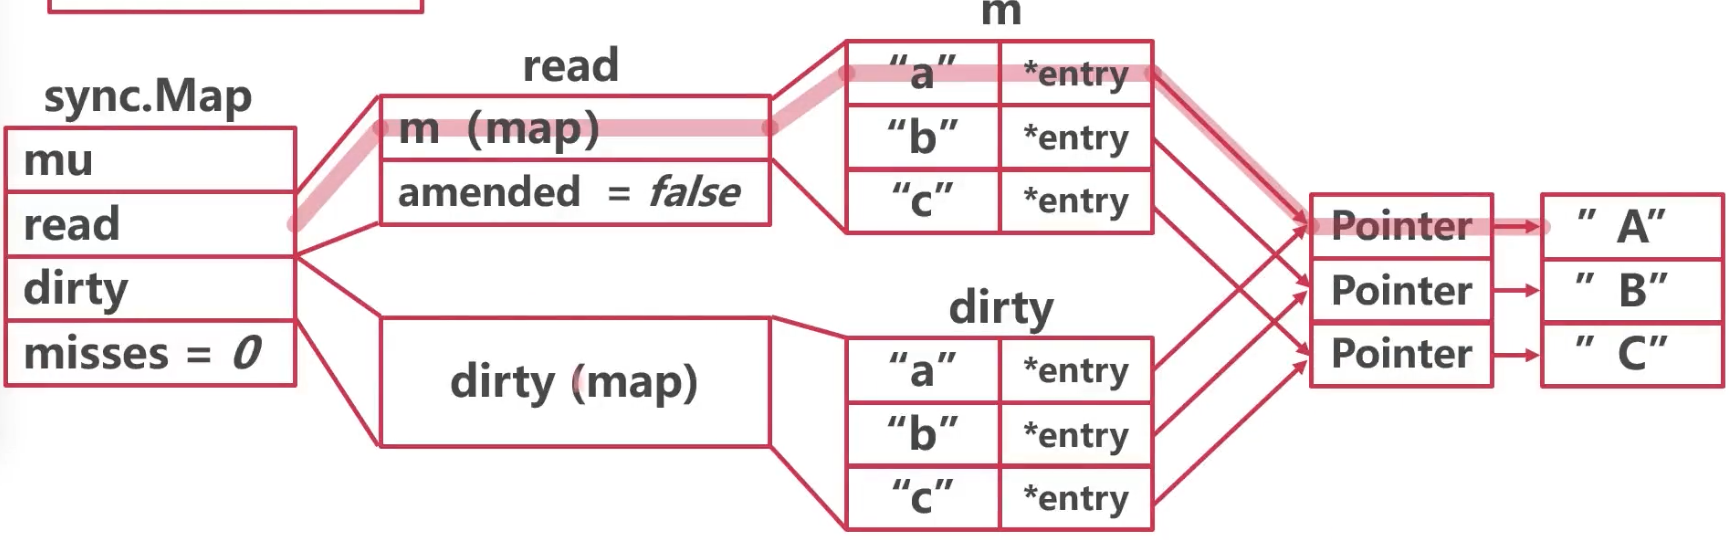 sync.Map
mu
read
dirty
misses = 0
read
m (map)
amended = false
dirty (map)
m
“a” *entry
“b” *entry
“c” *entry
dirty
“a” *entry
“b” *entry
“c” *entry
Pointer ” A”
Pointer ” B”
Pointer ” C”